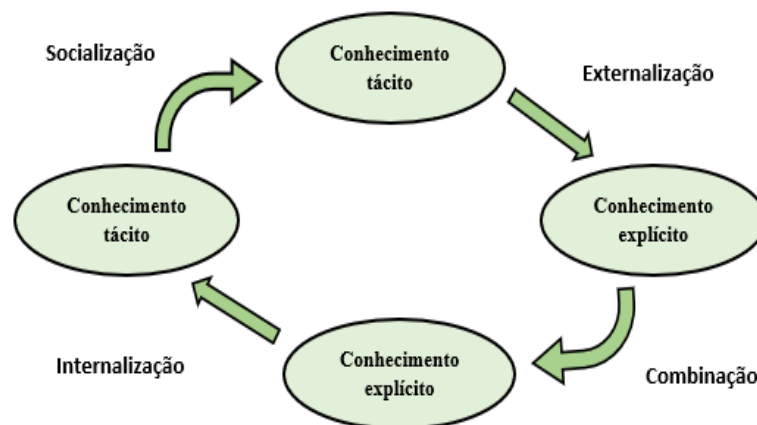 Socialização
Conhecimento
tácito
Externalização
Conhecimento
tácito
Conhecimento
explícito
Internalização
Conhecimento
explícito
Combinação